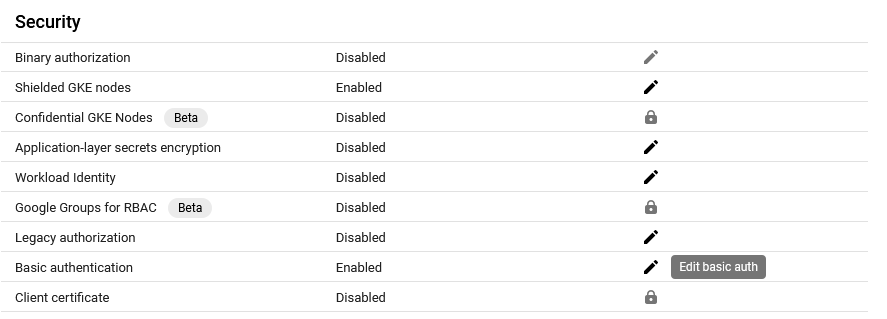 Security
Binary authorization Disabled
Shielded GKE nodes Enabled
Confidential GKE Nodes Beta Disabled
Application-layer secrets encryption Disabled
Workload Identity Disabled
Google Groups for RBAC Beta Disabled
Legacy authorization Disabled
Basic authentication Enabled Edit basic auth
Client certificate Disabled